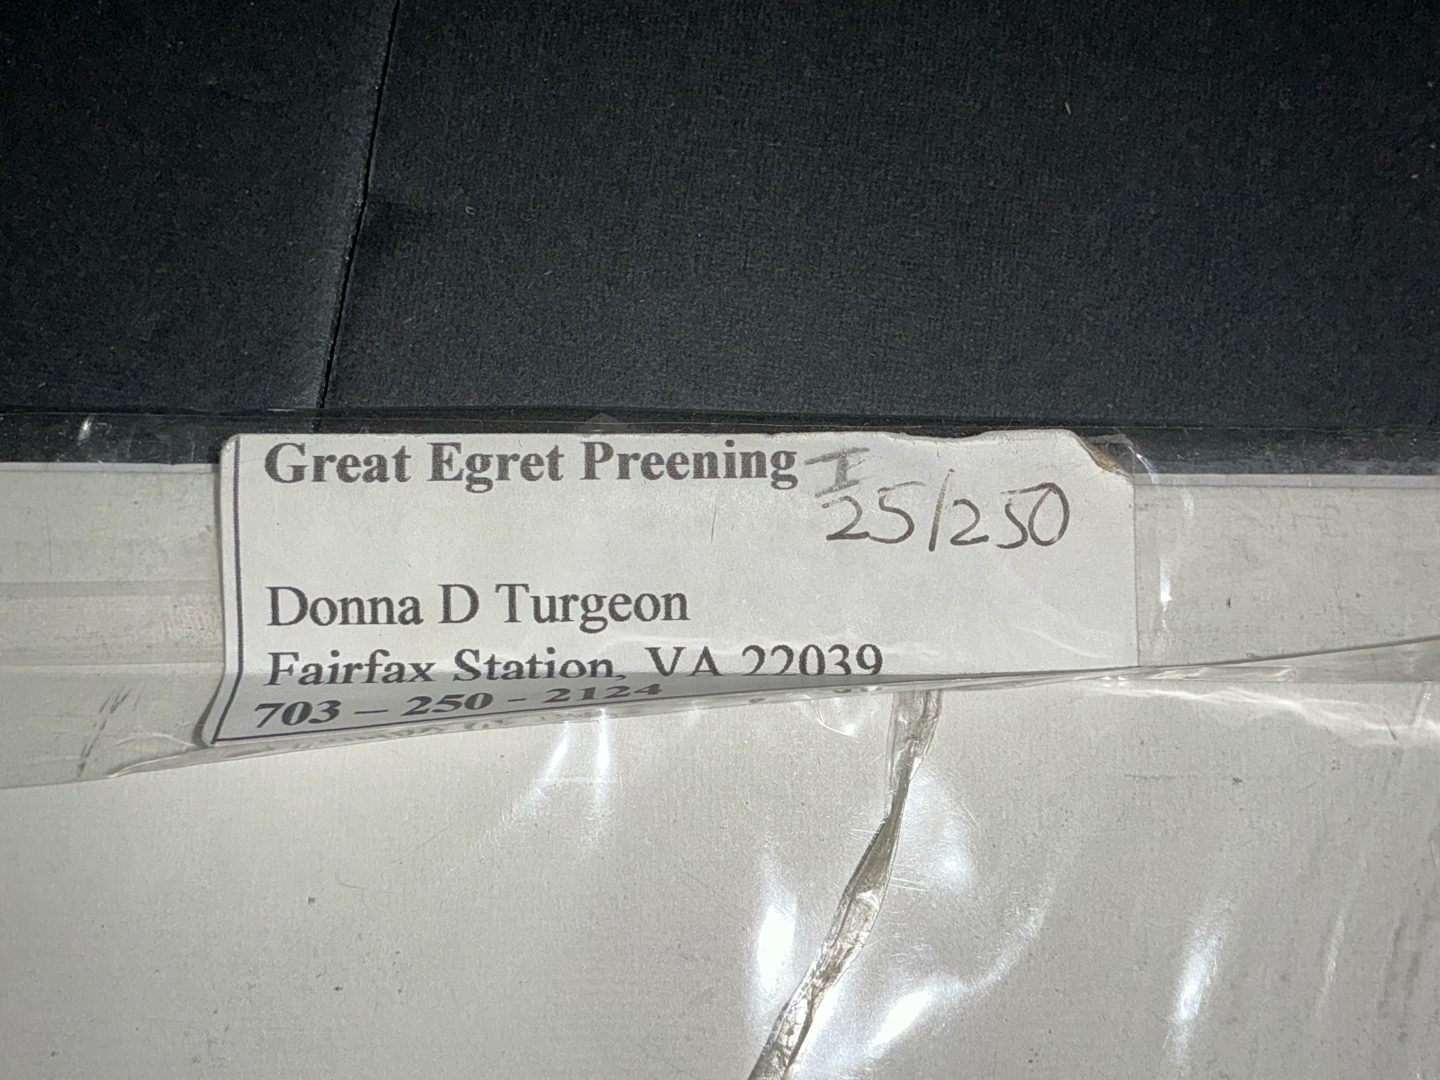 Great Egret Preening I
25/250
Donna D Turgeon
Fairfax Station, VA 22039
703 – 250 - 2124